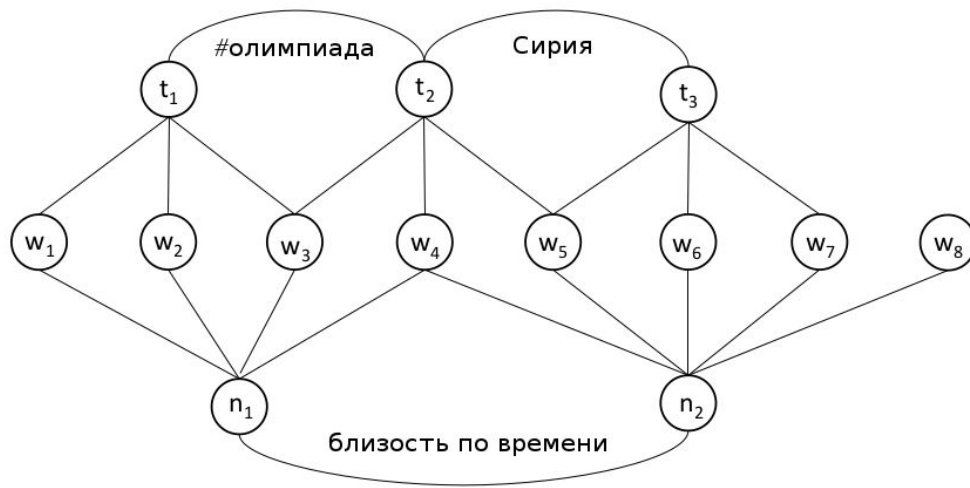 #олимпиада Сирия
t1 t2 t3
w1 w2 w3 w4 w5 w6 w7 w8
n1 n2
близость по времени